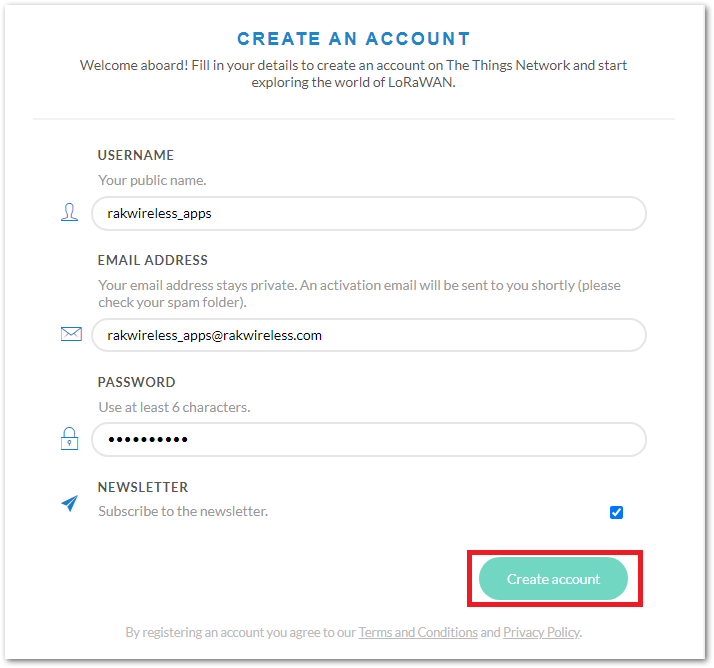 CREATE AN ACCOUNT
Welcome aboard! Fill in your details to create an account on The Things Network and start
exploring the world of LoRaWAN.
USERNAME
Your public name.
rakwireless_apps
EMAIL ADDRESS
Your email address stays private. An activation email will be sent to you shortly (please
check your spam folder).
rakwireless_apps@rakwireless.com
PASSWORD
Use at least 6 characters.
••••••••••
NEWSLETTER
Subscribe to the newsletter.
Create account
By registering an account you agree to our Terms and Conditions and Privacy Policy.